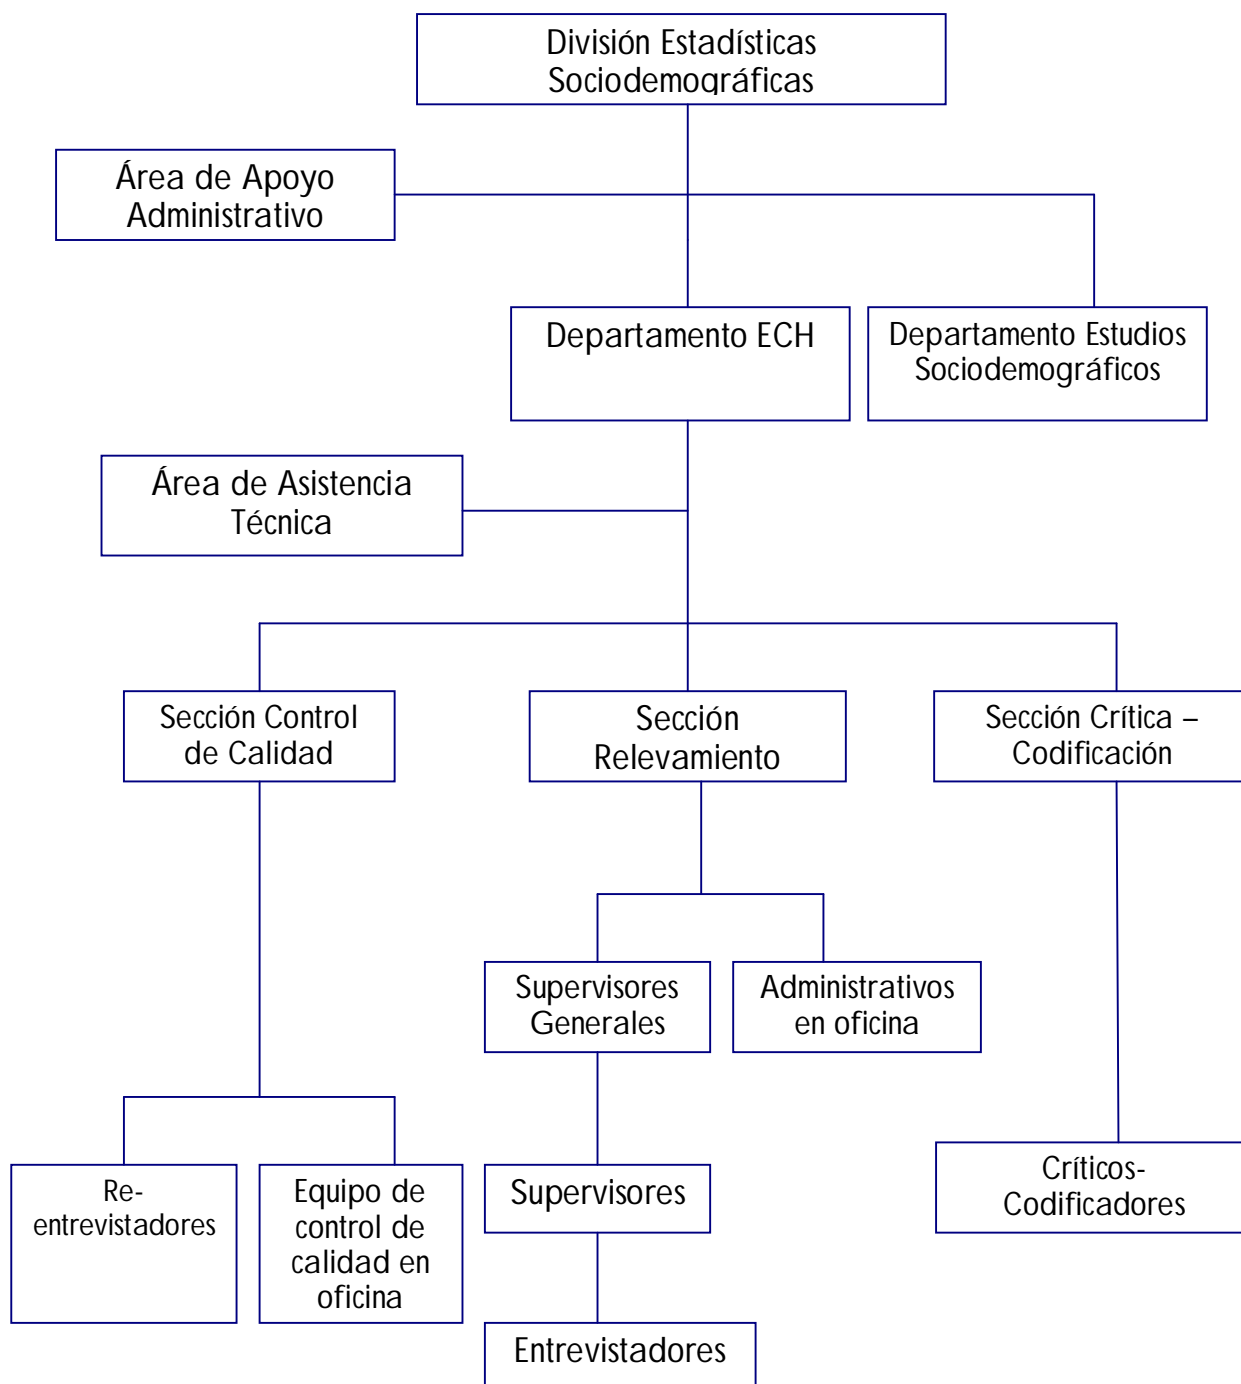 División Estadísticas
Sociodemográficas
Área de Apoyo
Administrativo
Departamento ECH
Departamento Estudios
Sociodemográficos
Área de Asistencia
Técnica
Sección Control
de Calidad
Sección
Relevamiento
Sección Crítica –
Codificación
Supervisores
Generales
Administrativos
en oficina
Re-
entrevistadores
Equipo de
control de
calidad en
oficina
Supervisores
Críticos-
Codificadores
Entrevistadores